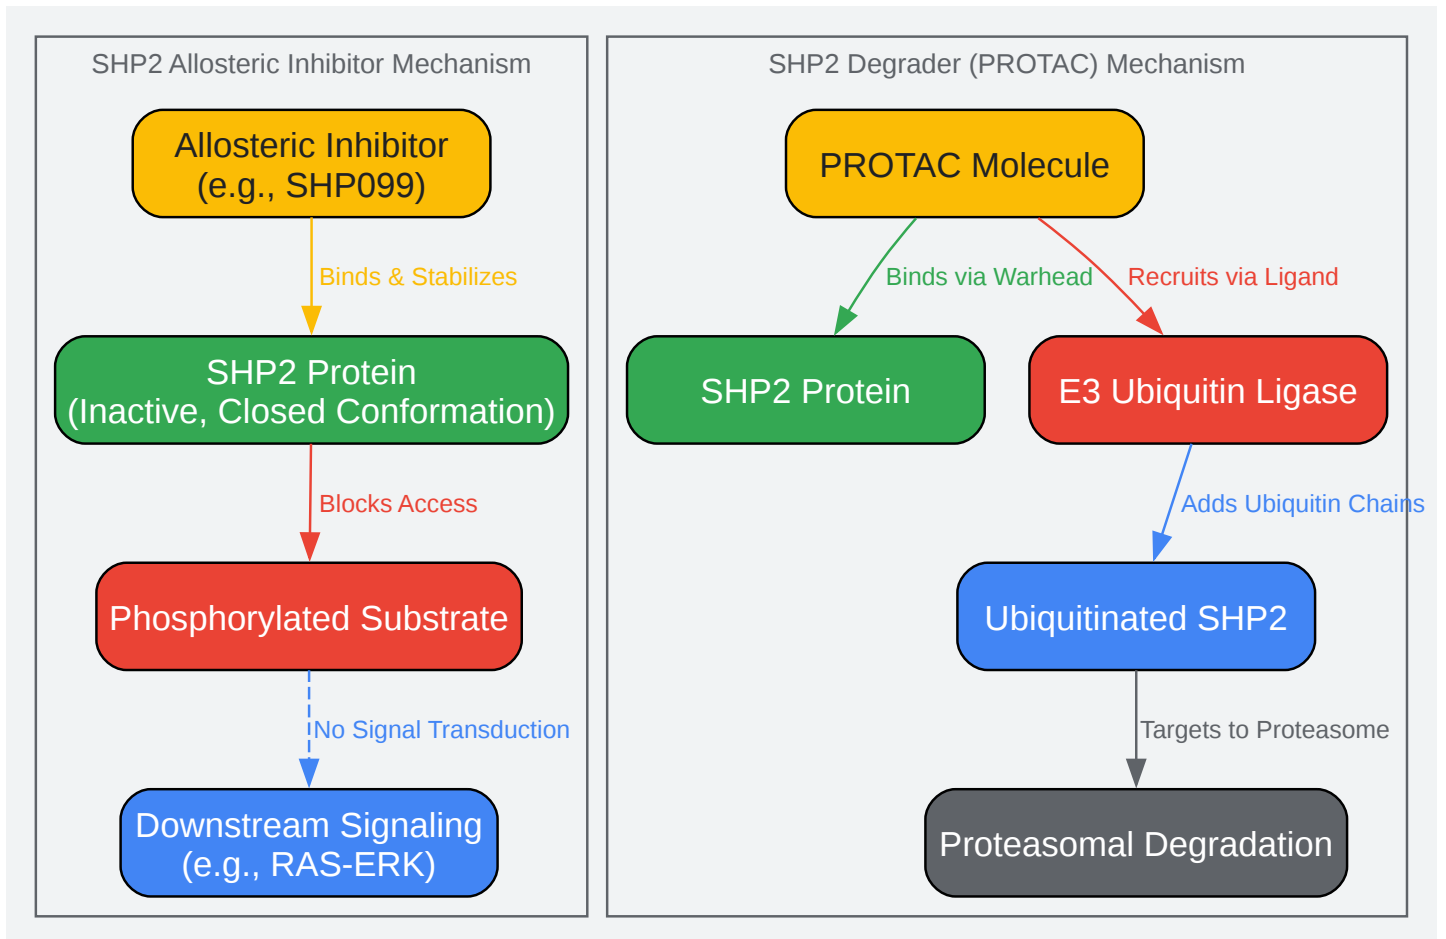 SHP2 Allosteric Inhibitor Mechanism
Allosteric Inhibitor
(e.g., SHP099)
Binds & Stabilizes
SHP2 Protein
(Inactive, Closed Conformation)
Blocks Access
Phosphorylated Substrate
No Signal Transduction
Downstream Signaling
(e.g., RAS-ERK)
SHP2 Degrader (PROTAC) Mechanism
PROTAC Molecule
Binds via Warhead
Recruits via Ligand
SHP2 Protein
E3 Ubiquitin Ligase
Adds Ubiquitin Chains
Ubiquitinated SHP2
Targets to Proteasome
Proteasomal Degradation